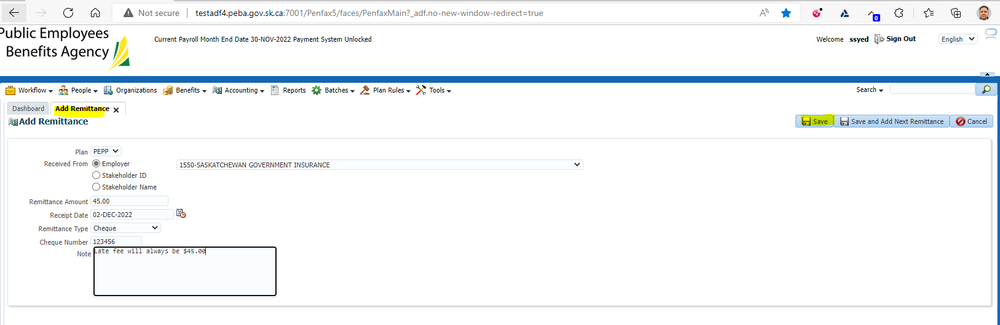 Not secure | testadf4.peba.gov.sk.ca:7001/Penfax5/faces/PenfaxMain?_adf.no-new-window-redirect=true
0
Public Employees
Benefits Agency
Current Payroll Month End Date 30-NOV-2022 Payment System Unlocked
Welcome ssyed Sign Out English
Workflow People Organizations Benefits Accounting Reports Batches Plan Rules Tools Search
Dashboard Add Remittance
Add Remittance Save Save and Add Next Remittance Cancel
Plan PEPP
Received From Employer 1550-SASKATCHEWAN GOVERNMENT INSURANCE
Stakeholder ID
Stakeholder Name
Remittance Amount 45.00
Receipt Date 02-DEC-2022
Remittance Type Cheque
Cheque Number 123456
Note Late fee will always be $45.00